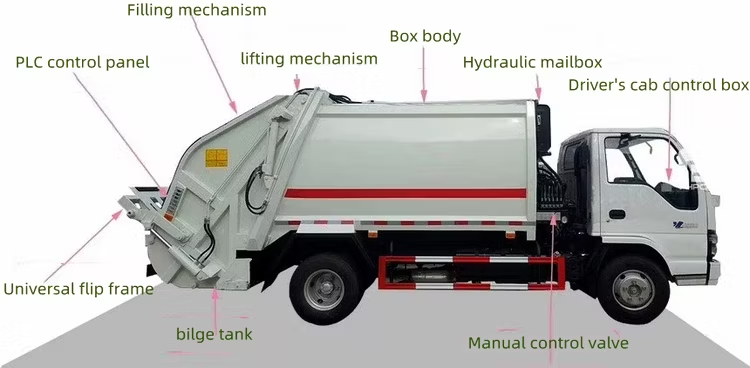 Filling mechanism
Box body
lifting mechanism
PLC control panel
Hydraulic mailbox
Driver's cab control box
Universal flip frame
bilge tank
Manual control valve